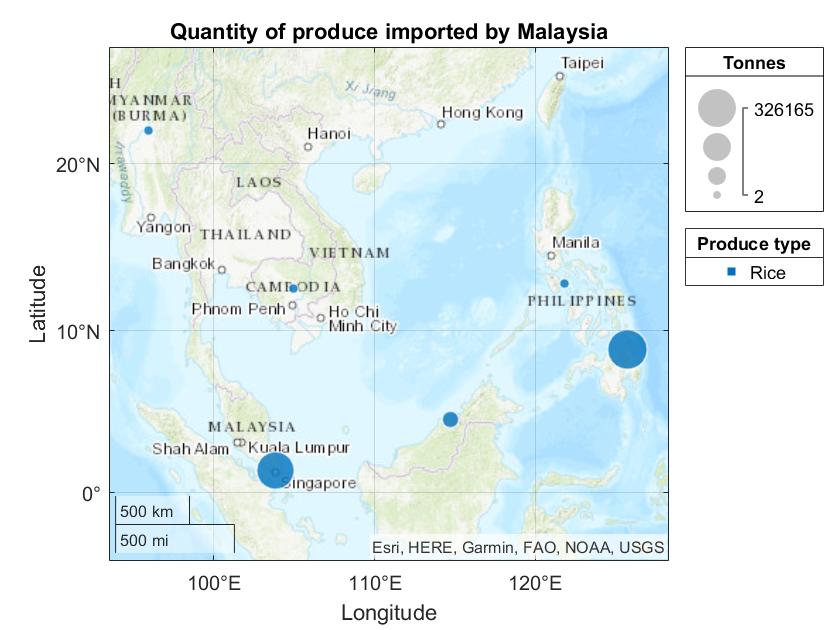 Quantity of produce imported by Malaysia
Tonnes
326165
2
Produce type
Rice
Latitude
20°N
10°N
0°
Taipei
Xi Jiang
Hong Kong
H
MYANMAR
(BURMA)
Hanoi
Irrawaddy
LAOS
Yangon
THAILAND
Manila
VIETNAM
Bangkok
CAMBODIA
PHILIPPINES
Phnom Penh
Ho Chi
Minh City
MALAYSIA
Shah Alam
Kuala Lumpur
Singapore
500 km
500 mi
Esri, HERE, Garmin, FAO, NOAA, USGS
100°E
110°E
120°E
Longitude